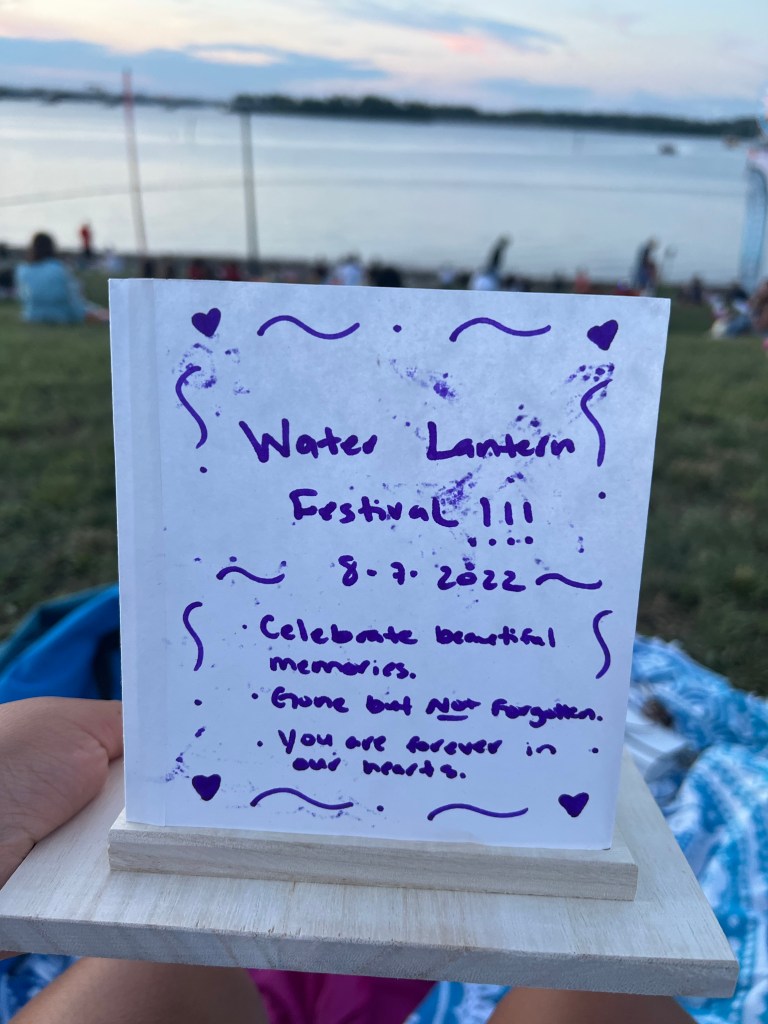 Water Lantern
Festival !!!
8.7.2022
• Celebrate beautiful
memories.
• Gone but Not Forgotten.
• You are forever in
our hearts.